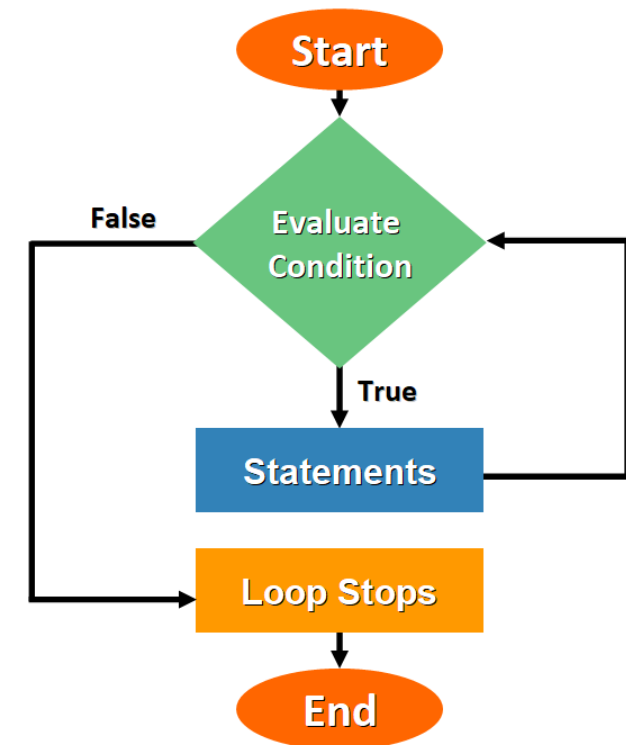 Start
False
Evaluate
Condition
True
Statements
Loop Stops
End